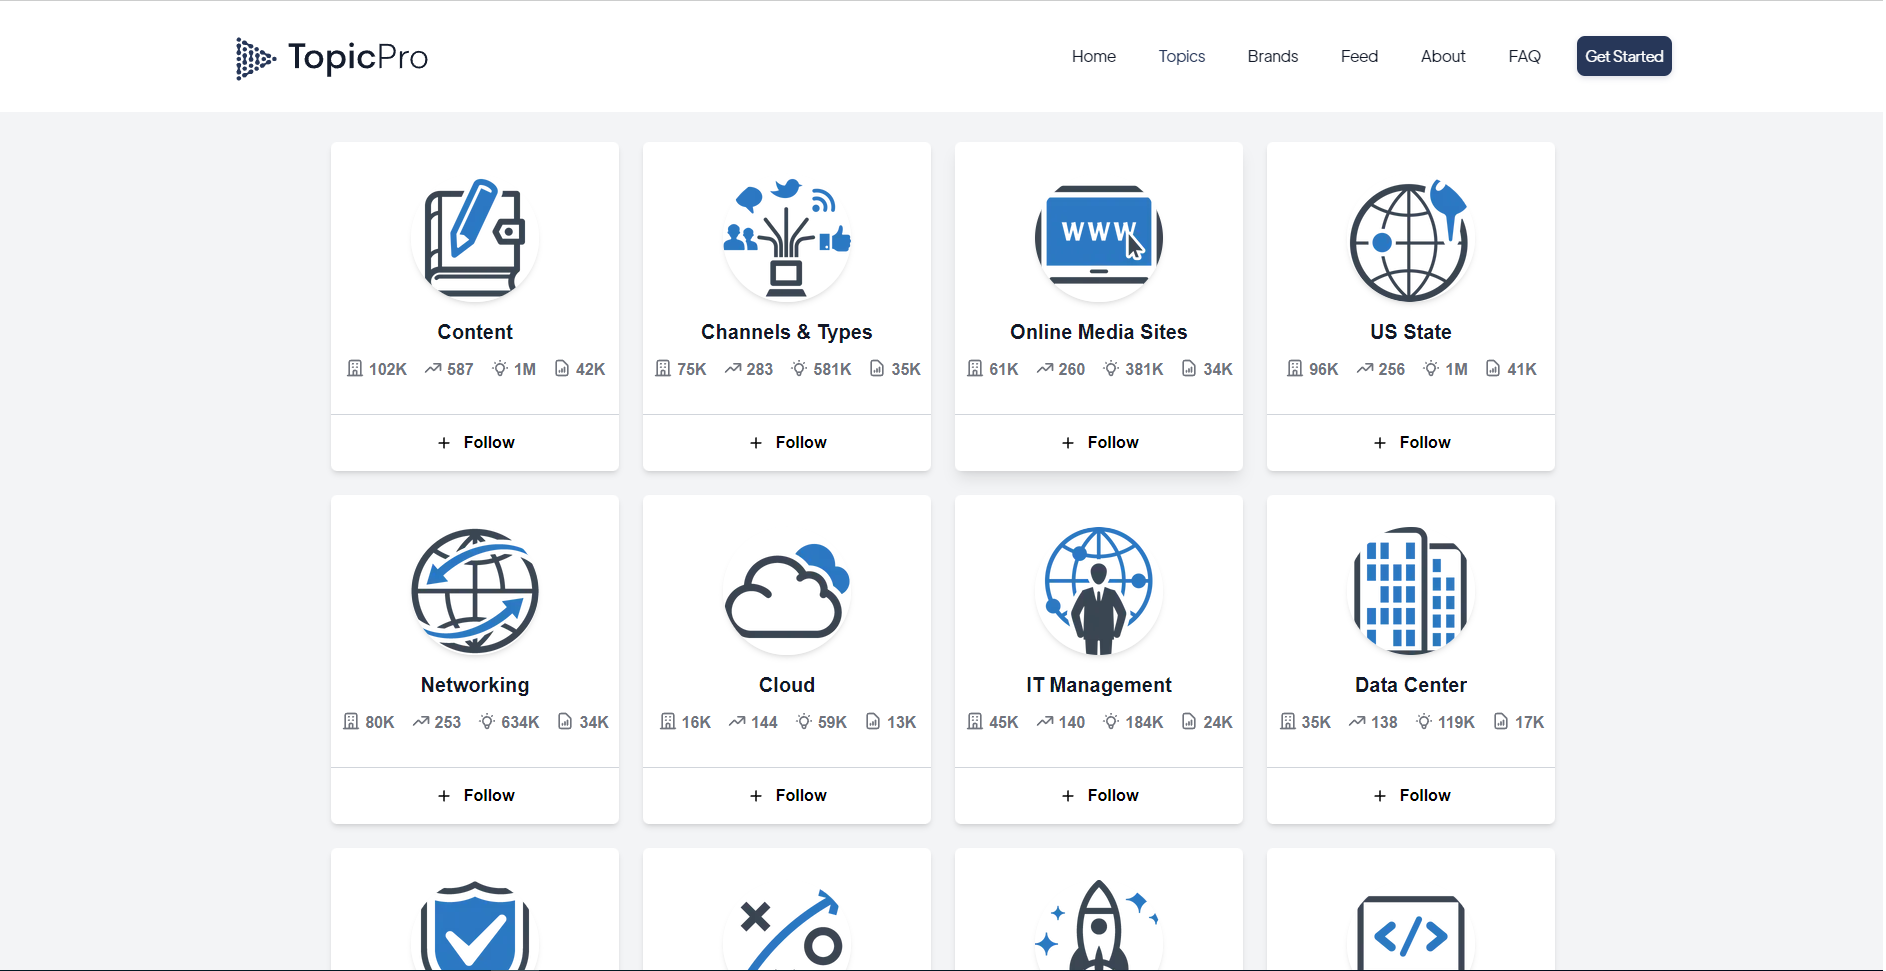 TopicPro
Home Topics Brands Feed About FAQ Get Started
WWW
Content Channels & Types Online Media Sites US State
102K 587 1M 42K 75K 283 581K 35K 61K 260 381K 34K 96K 256 1M 41K
+ Follow + Follow + Follow + Follow
Networking Cloud IT Management Data Center
80K 253 634K 34K 16K 144 59K 13K 45K 140 184K 24K 35K 138 119K 17K
+ Follow + Follow + Follow + Follow
</>